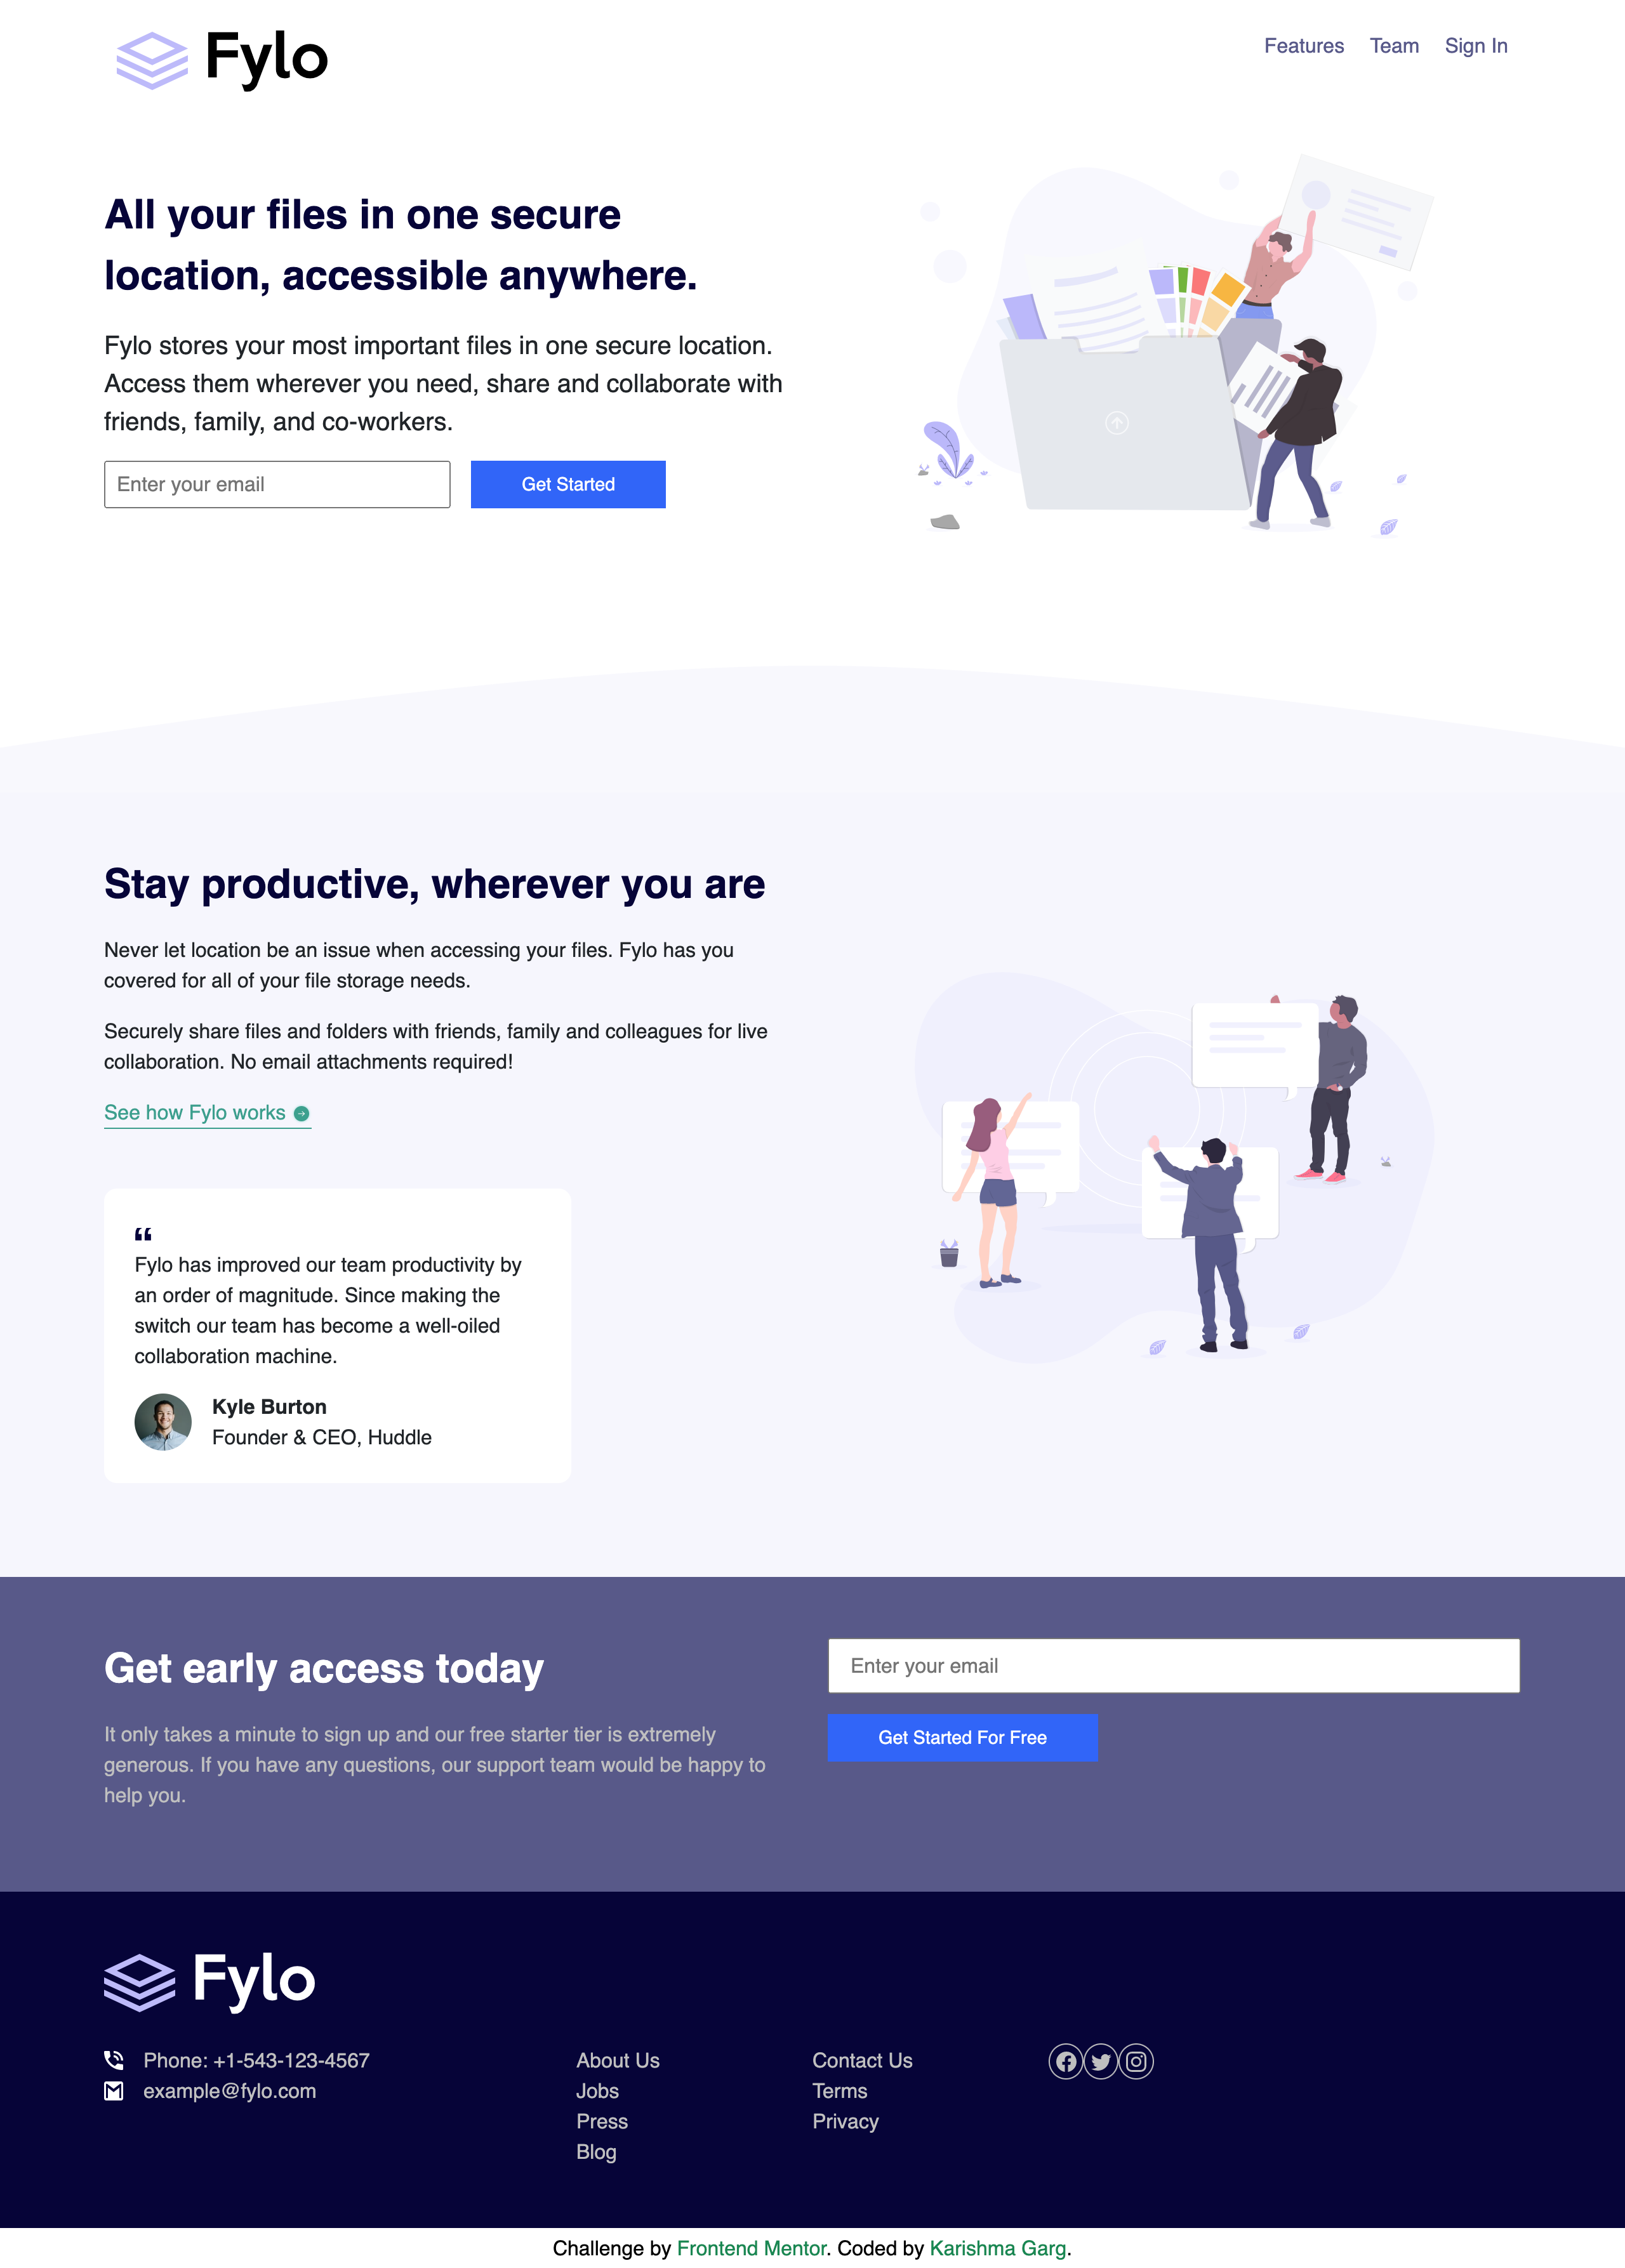 Fylo
Features Team Sign In
All your files in one secure
location, accessible anywhere.
Fylo stores your most important files in one secure location.
Access them wherever you need, share and collaborate with
friends, family, and co-workers.
Enter your email
Get Started
Stay productive, wherever you are
Never let location be an issue when accessing your files. Fylo has you
covered for all of your file storage needs.
Securely share files and folders with friends, family and colleagues for live
collaboration. No email attachments required!
See how Fylo works
“
Fylo has improved our team productivity by
an order of magnitude. Since making the
switch our team has become a well-oiled
collaboration machine.
Kyle Burton
Founder & CEO, Huddle
Get early access today
It only takes a minute to sign up and our free starter tier is extremely
generous. If you have any questions, our support team would be happy to
help you.
Enter your email
Get Started For Free
Fylo
Phone: +1-543-123-4567
example@fylo.com
About Us
Jobs
Press
Blog
Contact Us
Terms
Privacy
Challenge by Frontend Mentor. Coded by Karishma Garg.